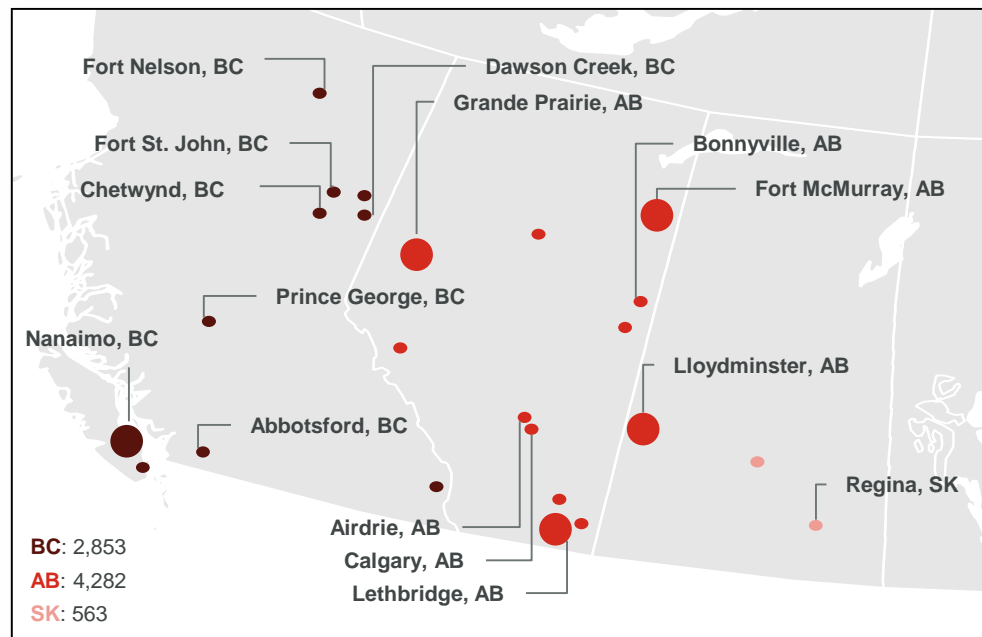 Fort Nelson, BC
Dawson Creek, BC
Grande Prairie, AB
Fort St. John, BC
Bonnyville, AB
Chetwynd, BC
Fort McMurray, AB
Prince George, BC
Nanaimo, BC
Lloydminster, AB
Abbotsford, BC
Regina, SK
Airdrie, AB
Calgary, AB
Lethbridge, AB
BC: 2,853
AB: 4,282
SK: 563